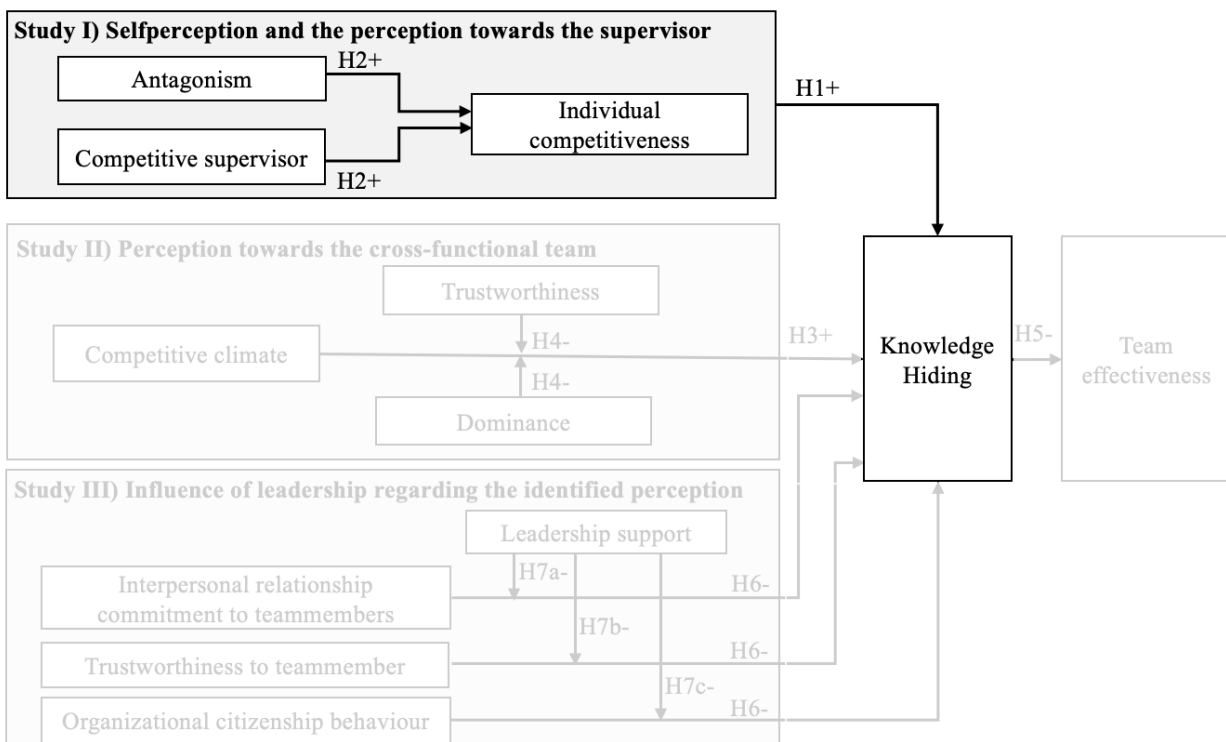 Study I) Selfperception and the perception towards the supervisor
H2+
Antagonism
Individual
competitiveness
Competitive supervisor
H2+
H1+
Study II) Perception towards the cross-functional team
Trustworthiness
H4-
Competitive climate
H3+
H4-
Dominance
Knowledge
Hiding
H5-
Team
effectiveness
Study III) Influence of leadership regarding the identified perception
Leadership support
H7a-
Interpersonal relationship
commitment to teammembers
H6-
H7b-
Trustworthiness to teammember
H6-
H7c-
Organizational citizenship behaviour
H6-